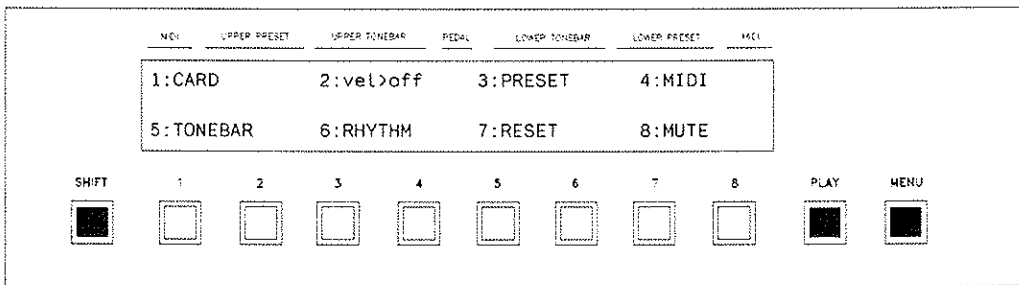 MIDI UPPER PRESET UPPER TONEBAR PEDAL LOWER TONEBAR LOWER PRESET MIDI
1:CARD 2:vel>off 3:PRESET 4:MIDI
5:TONEBAR 6:RHYTHM 7:RESET 8:MUTE
SHIFT 1 2 3 4 5 6 7 8 PLAY MENU